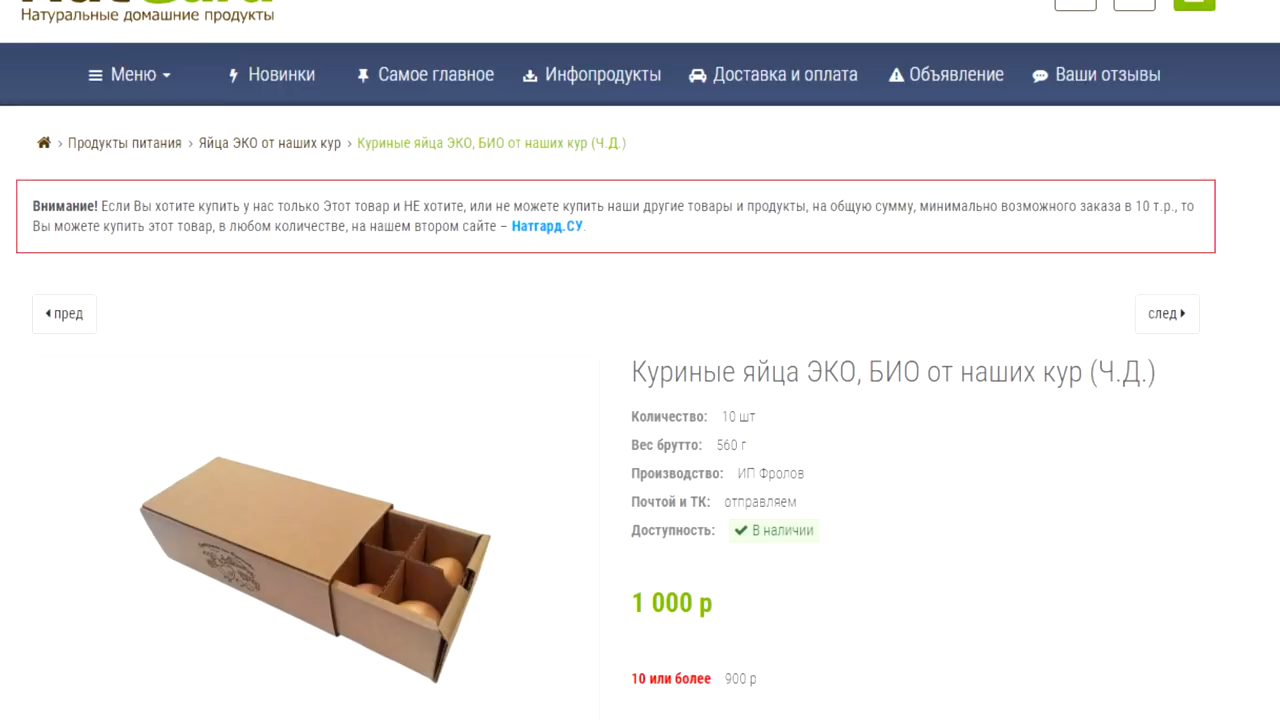 Натуральные домашние продукты
Меню Новинки Самое главное Инфопродукты Доставка и оплата Объявление Ваши отзывы
Продукты питания › Яйца ЭКО от наших кур › Куриные яйца ЭКО, БИО от наших кур (Ч.Д.)
Внимание! Если Вы хотите купить у нас только Этот товар и НЕ хотите, или не можете купить наши другие товары и продукты, на общую сумму, минимально возможного заказа в 10 т.р., то
Вы можете купить этот товар, в любом количестве, на нашем втором сайте – Натгард.СУ.
пред
след
Куриные яйца ЭКО, БИО от наших кур (Ч.Д.)
Количество: 10 шт
Вес брутто: 560 г
Производство: ИП Фролов
Почтой и ТК: отправляем
Доступность: В наличии
1 000 р
10 или более 900 р